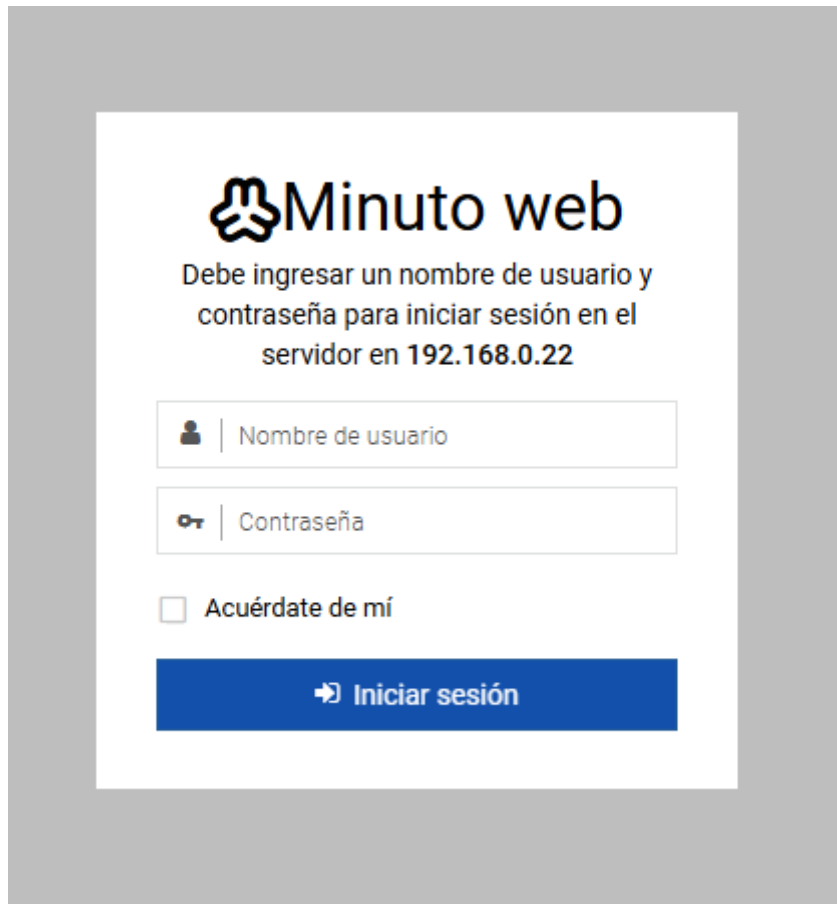 Minuto web
Debe ingresar un nombre de usuario y
contraseña para iniciar sesión en el
servidor en 192.168.0.22
Nombre de usuario
Contraseña
Acuérdate de mí
Iniciar sesión